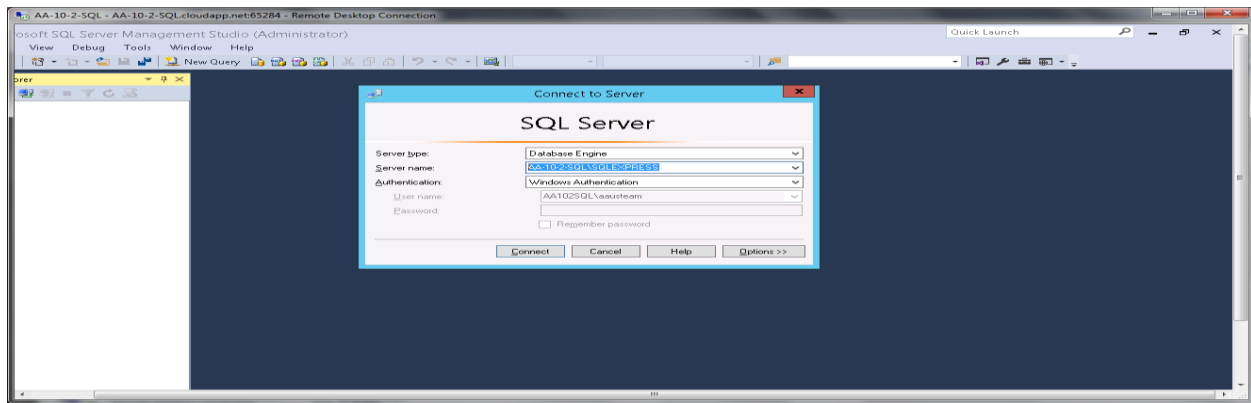 AA-10-2-SQL - AA-10-2-SQL.cloudapp.net:65284 - Remote Desktop Connection
osoft SQL Server Management Studio (Administrator)
Quick Launch
View Debug Tools Window Help
New Query
orer
Connect to Server
SQL Server
Server type: Database Engine
Server name: AA-10-2-SQL\SQLEXPRESS
Authentication: Windows Authentication
User name: AA102SQL\aausteam
Password:
Remember password
Connect Cancel Help Options >>